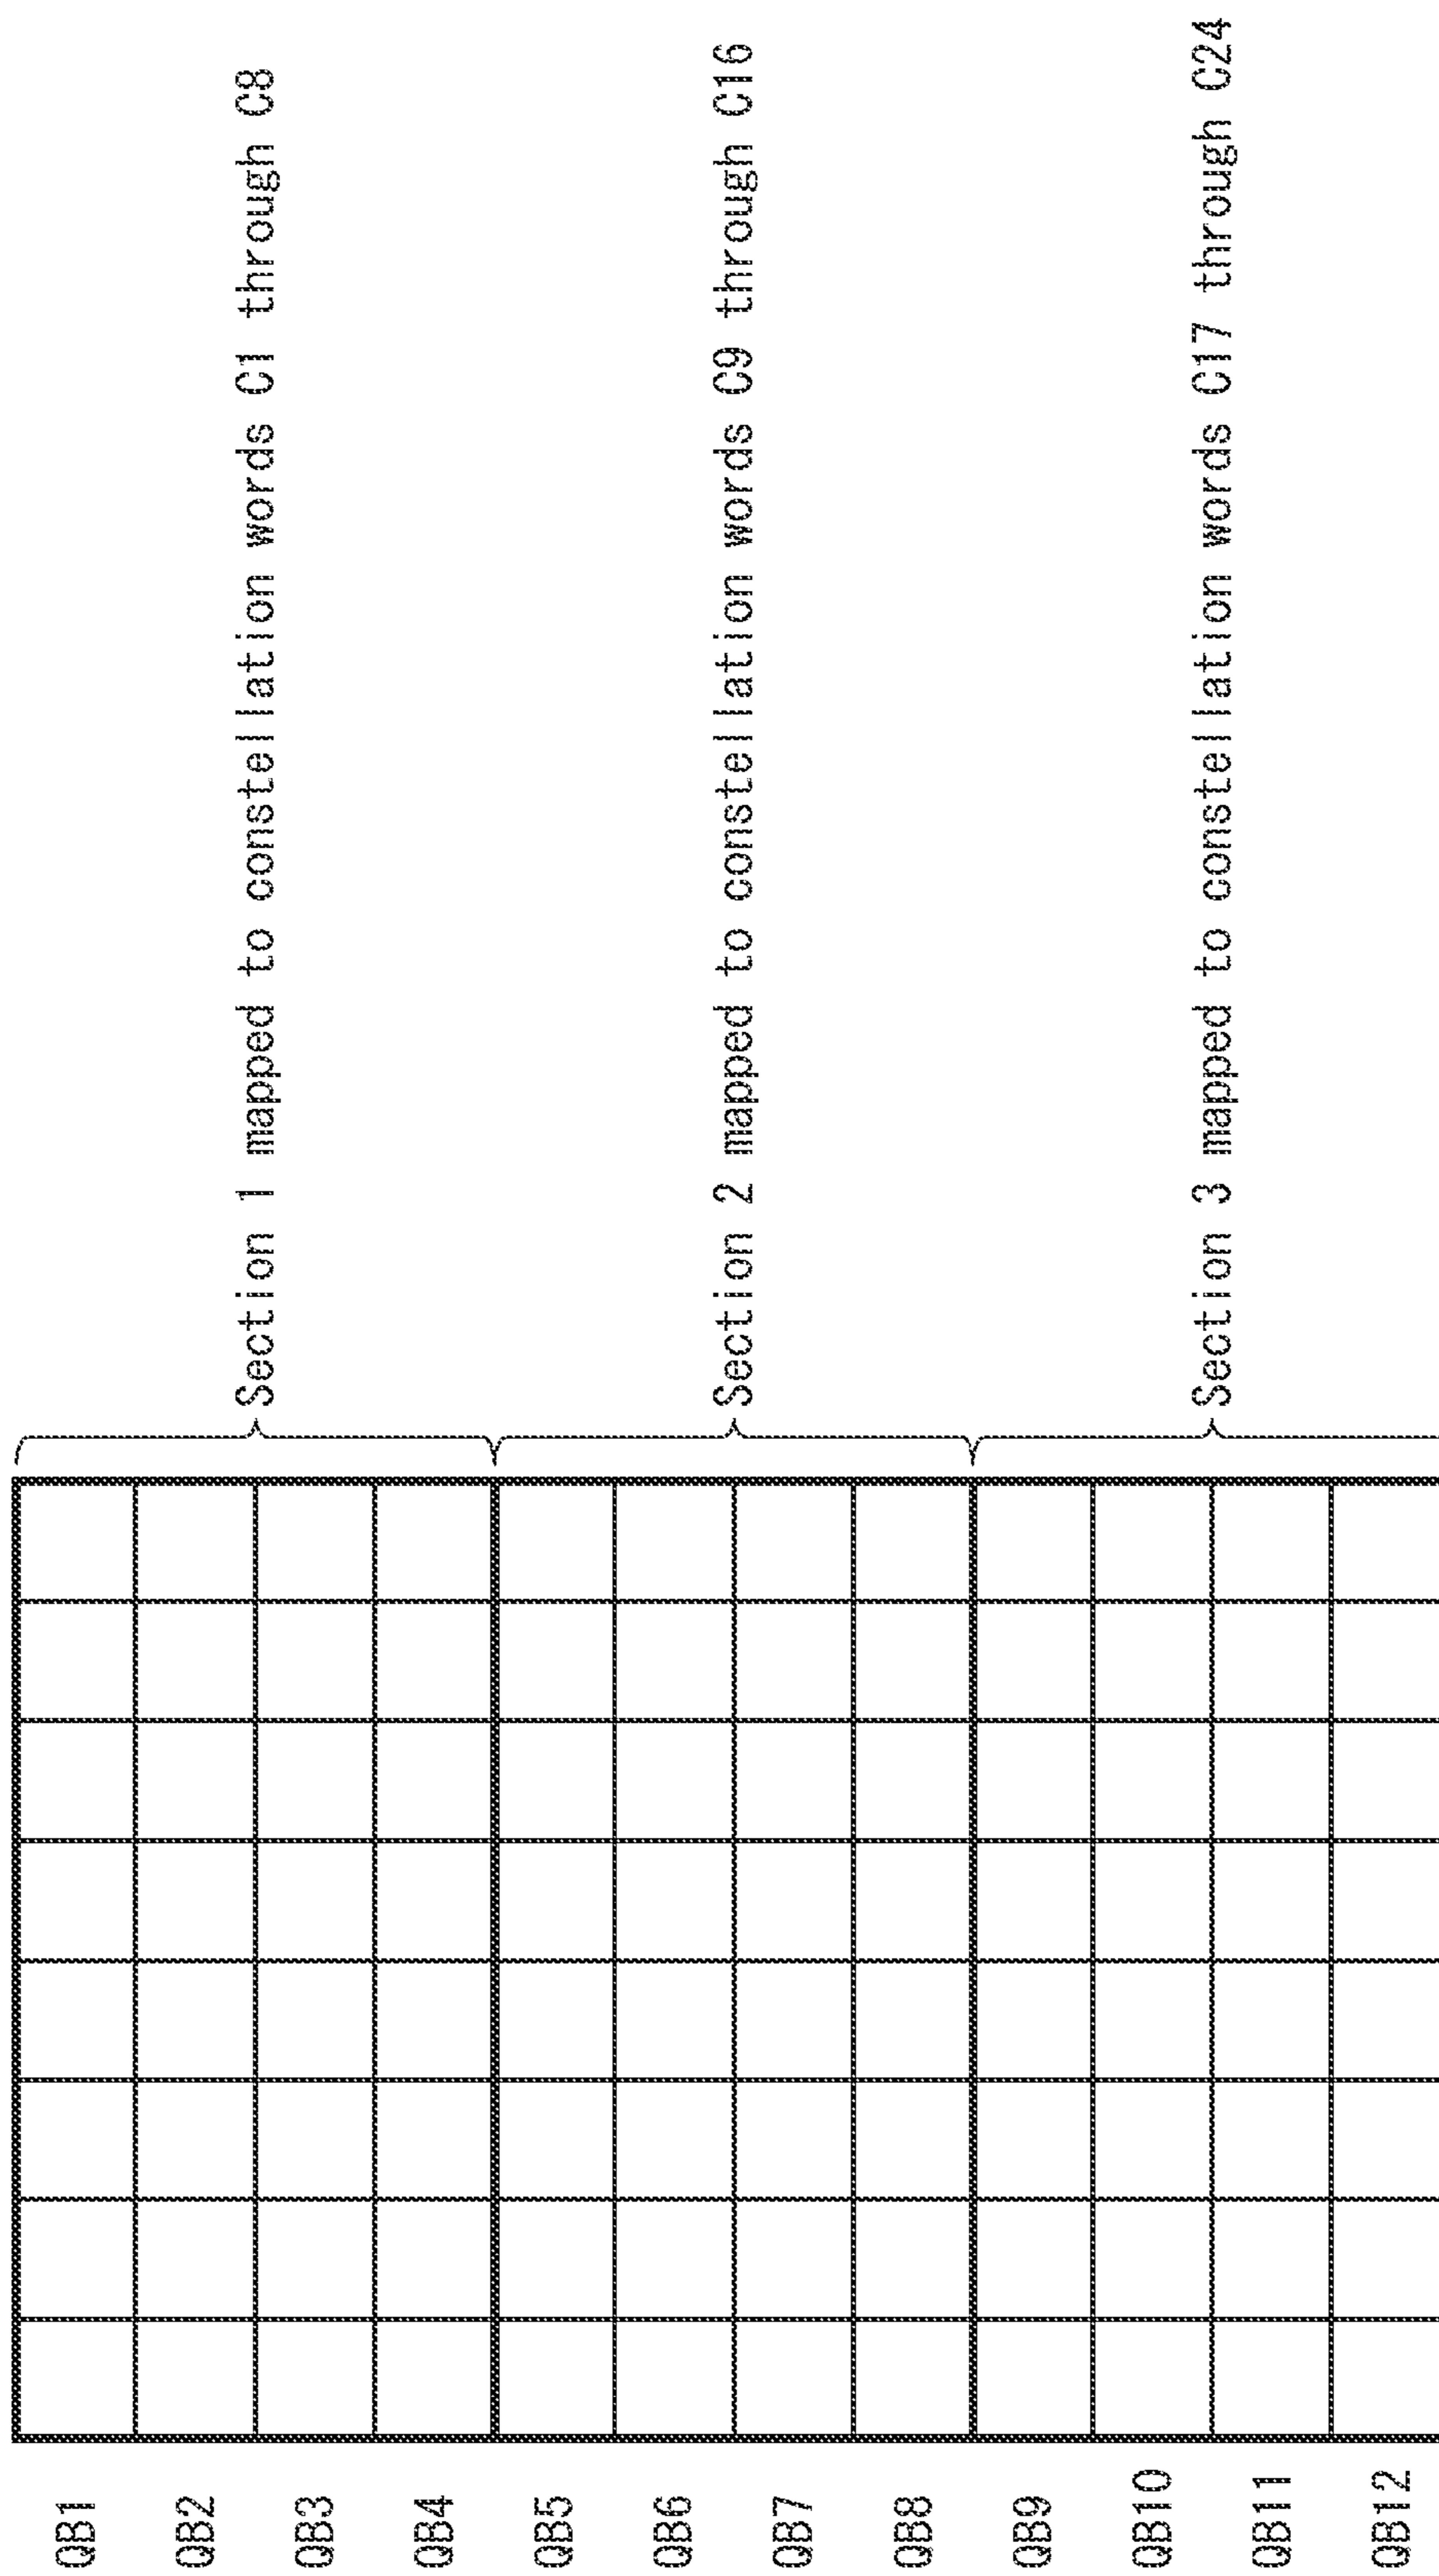 QB1
QB2
QB3
QB4
QB5
QB6
QB7
QB8
QB9
QB10
QB11
QB12
Section 1 mapped to constellation words C1 through C8
Section 2 mapped to constellation words C9 through C16
Section 3 mapped to constellation words C17 through C24